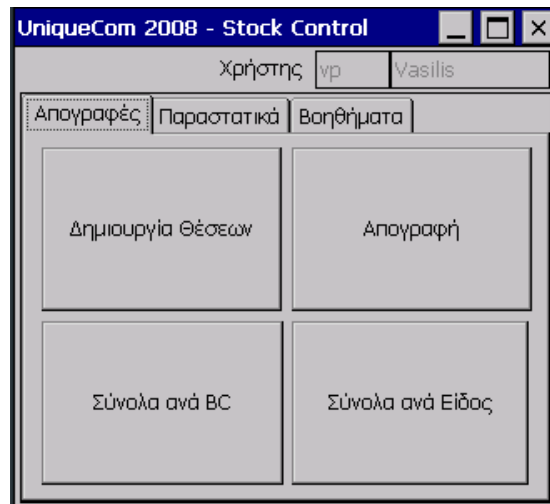 UniqueCom 2008 - Stock Control
Χρήστης vp Vasilis
Απογραφές Παραστατικά Βοηθήματα
Δημιουργία Θέσεων Απογραφή
Σύνολα ανά BC Σύνολα ανά Είδος